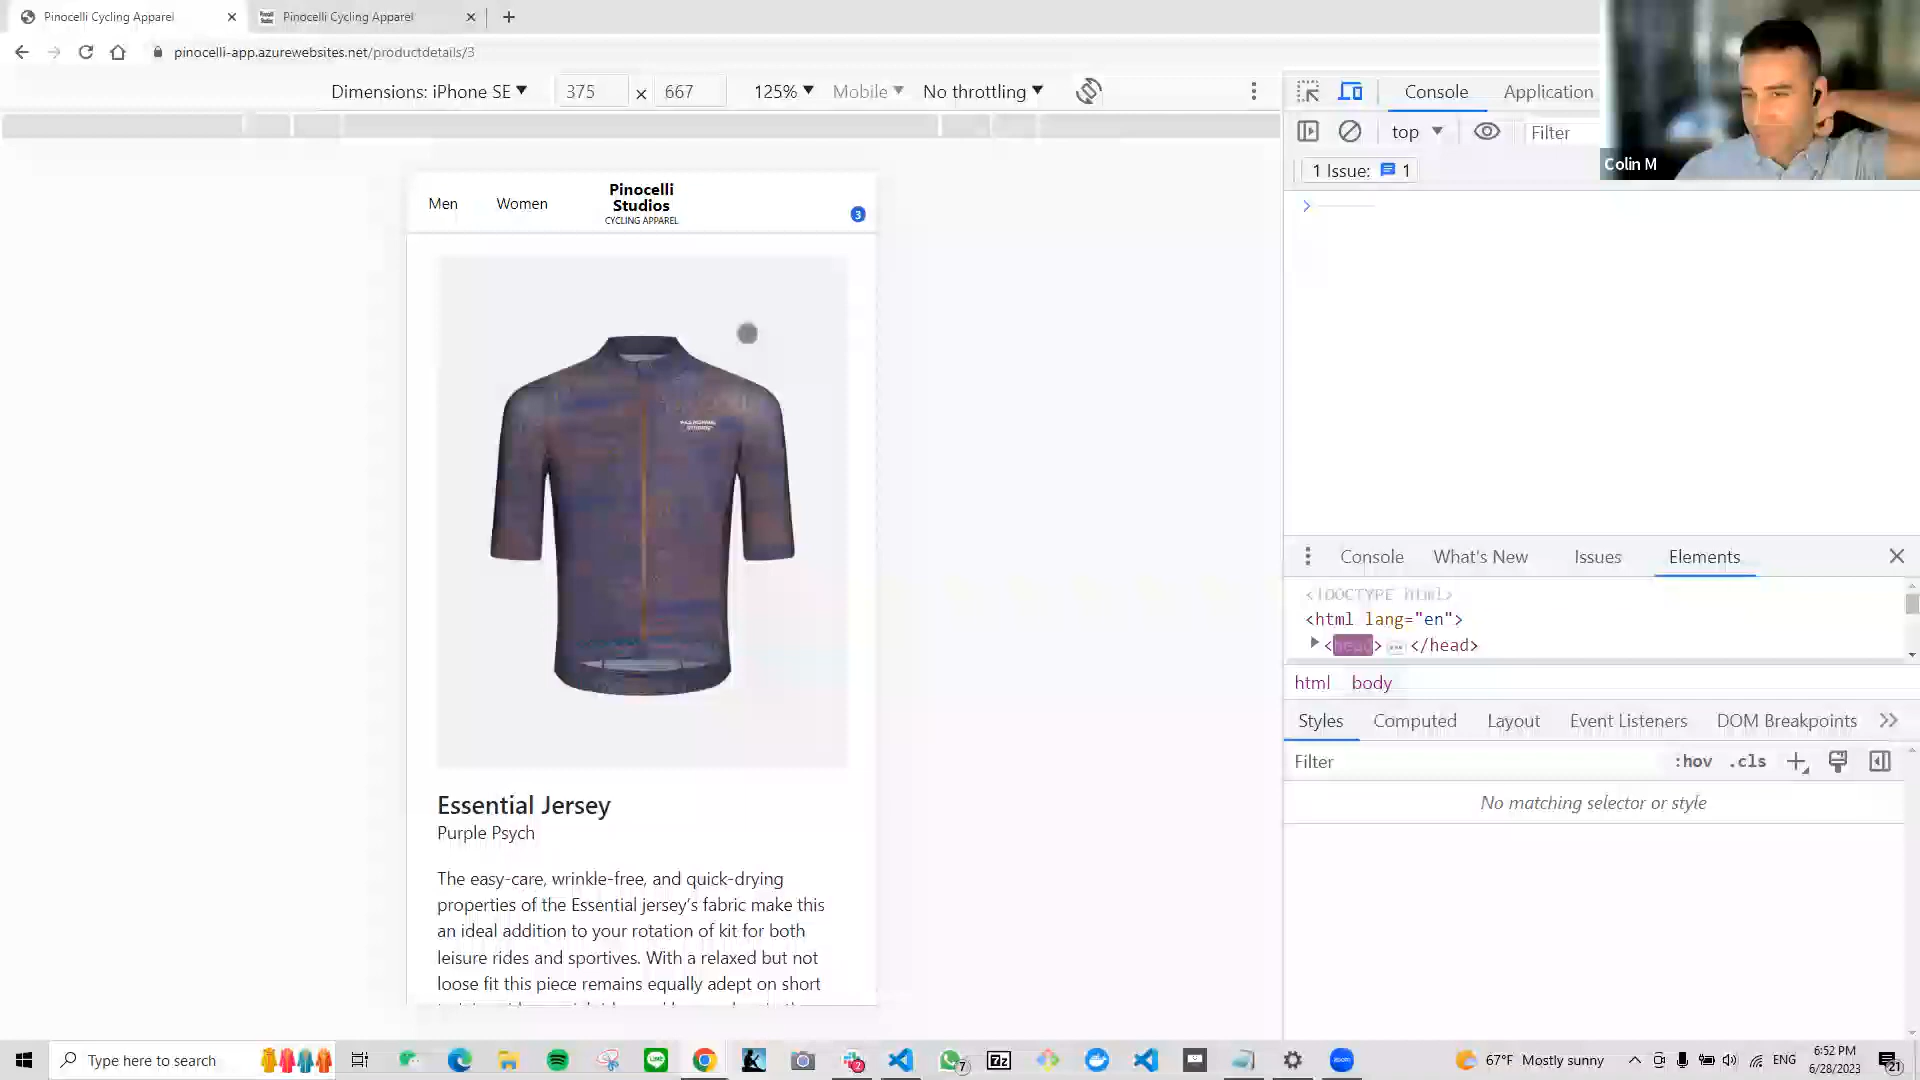 Pinocelli Cycling Apparel
Pinocelli Cycling Apparel
pinocelli-app.azurewebsites.net/productdetails/3
Dimensions: iPhone SE
375
x
667
125%
Mobile
No throttling
Console
Application
top
Filter
1 Issue:
1
Colin M
Men
Women
Pinocelli
Studios
CYCLING APPAREL
3
Essential Jersey
Purple Psych
The easy-care, wrinkle-free, and quick-drying
properties of the Essential jersey’s fabric make this
an ideal addition to your rotation of kit for both
leisure rides and sportives. With a relaxed but not
loose fit this piece remains equally adept on short
Console
What's New
Issues
Elements
<!DOCTYPE html>
<html lang="en">
<head> </head>
html
body
Styles
Computed
Layout
Event Listeners
DOM Breakpoints
Filter
:hov
.cls
No matching selector or style
Type here to search
LINE
2
7
7z
67°F
Mostly sunny
ENG
6:52 PM
6/28/2023
21